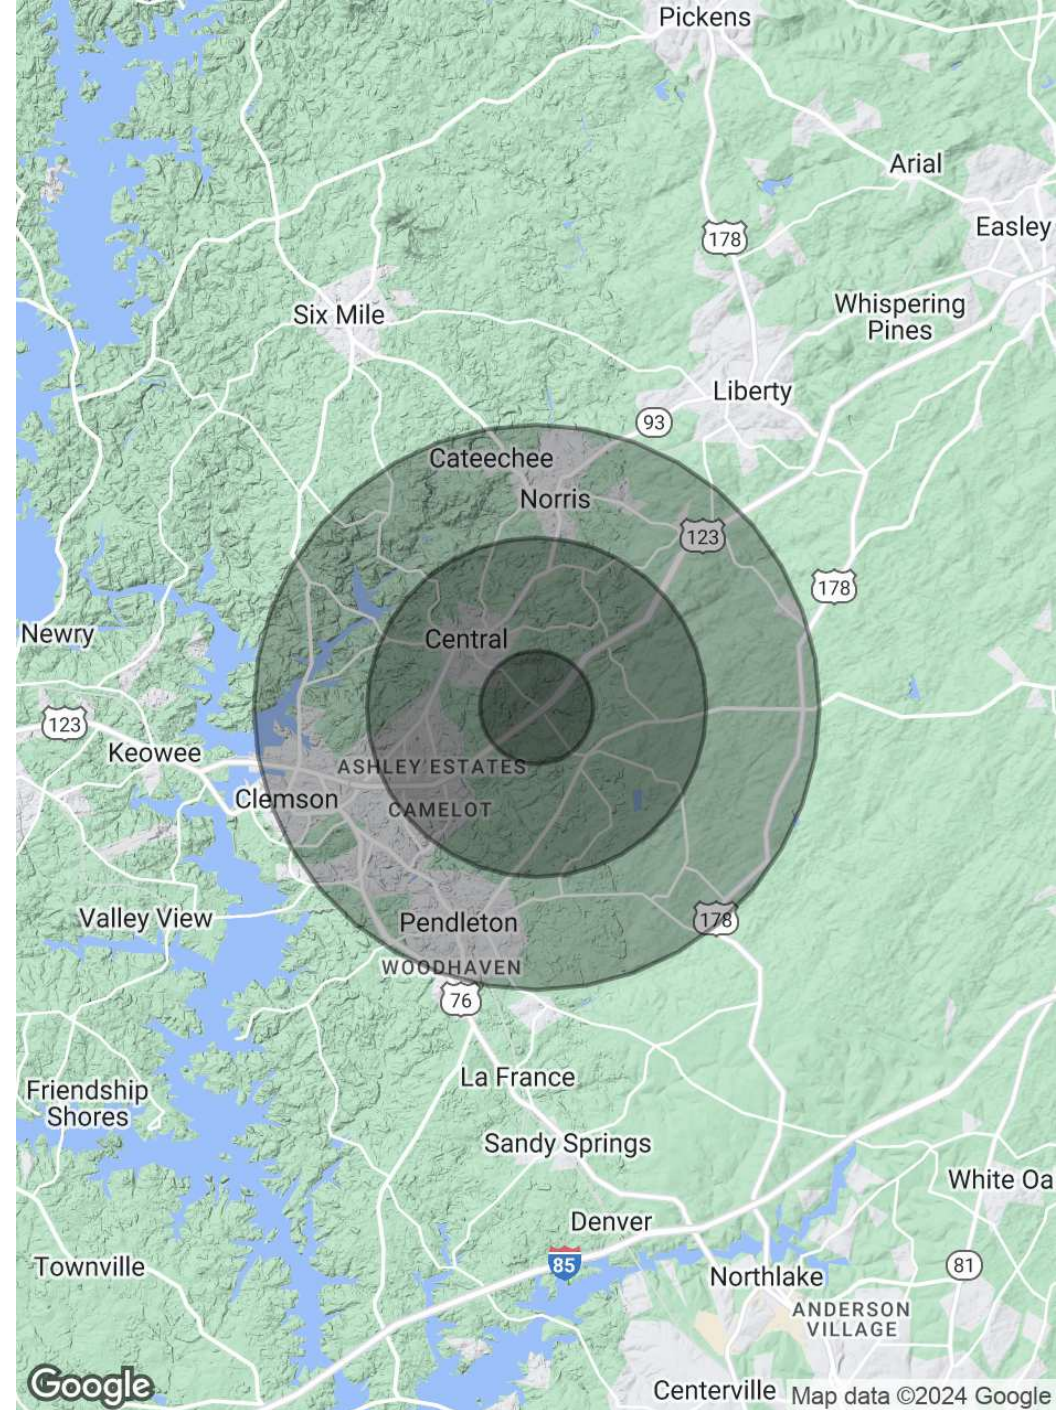 Pickens
Arial
Easley
178
Whispering
Pines
Six Mile
Liberty
93
Cateechee
Norris
123
178
Newry
Central
123
Keowee
ASHLEY ESTATES
Clemson
CAMELOT
Valley View
Pendleton
178
WOODHAVEN
76
La France
Friendship
Shores
Sandy Springs
White Oa
Denver
85
Townville
81
Northlake
ANDERSON
VILLAGE
Google
Centerville
Map data ©2024 Google